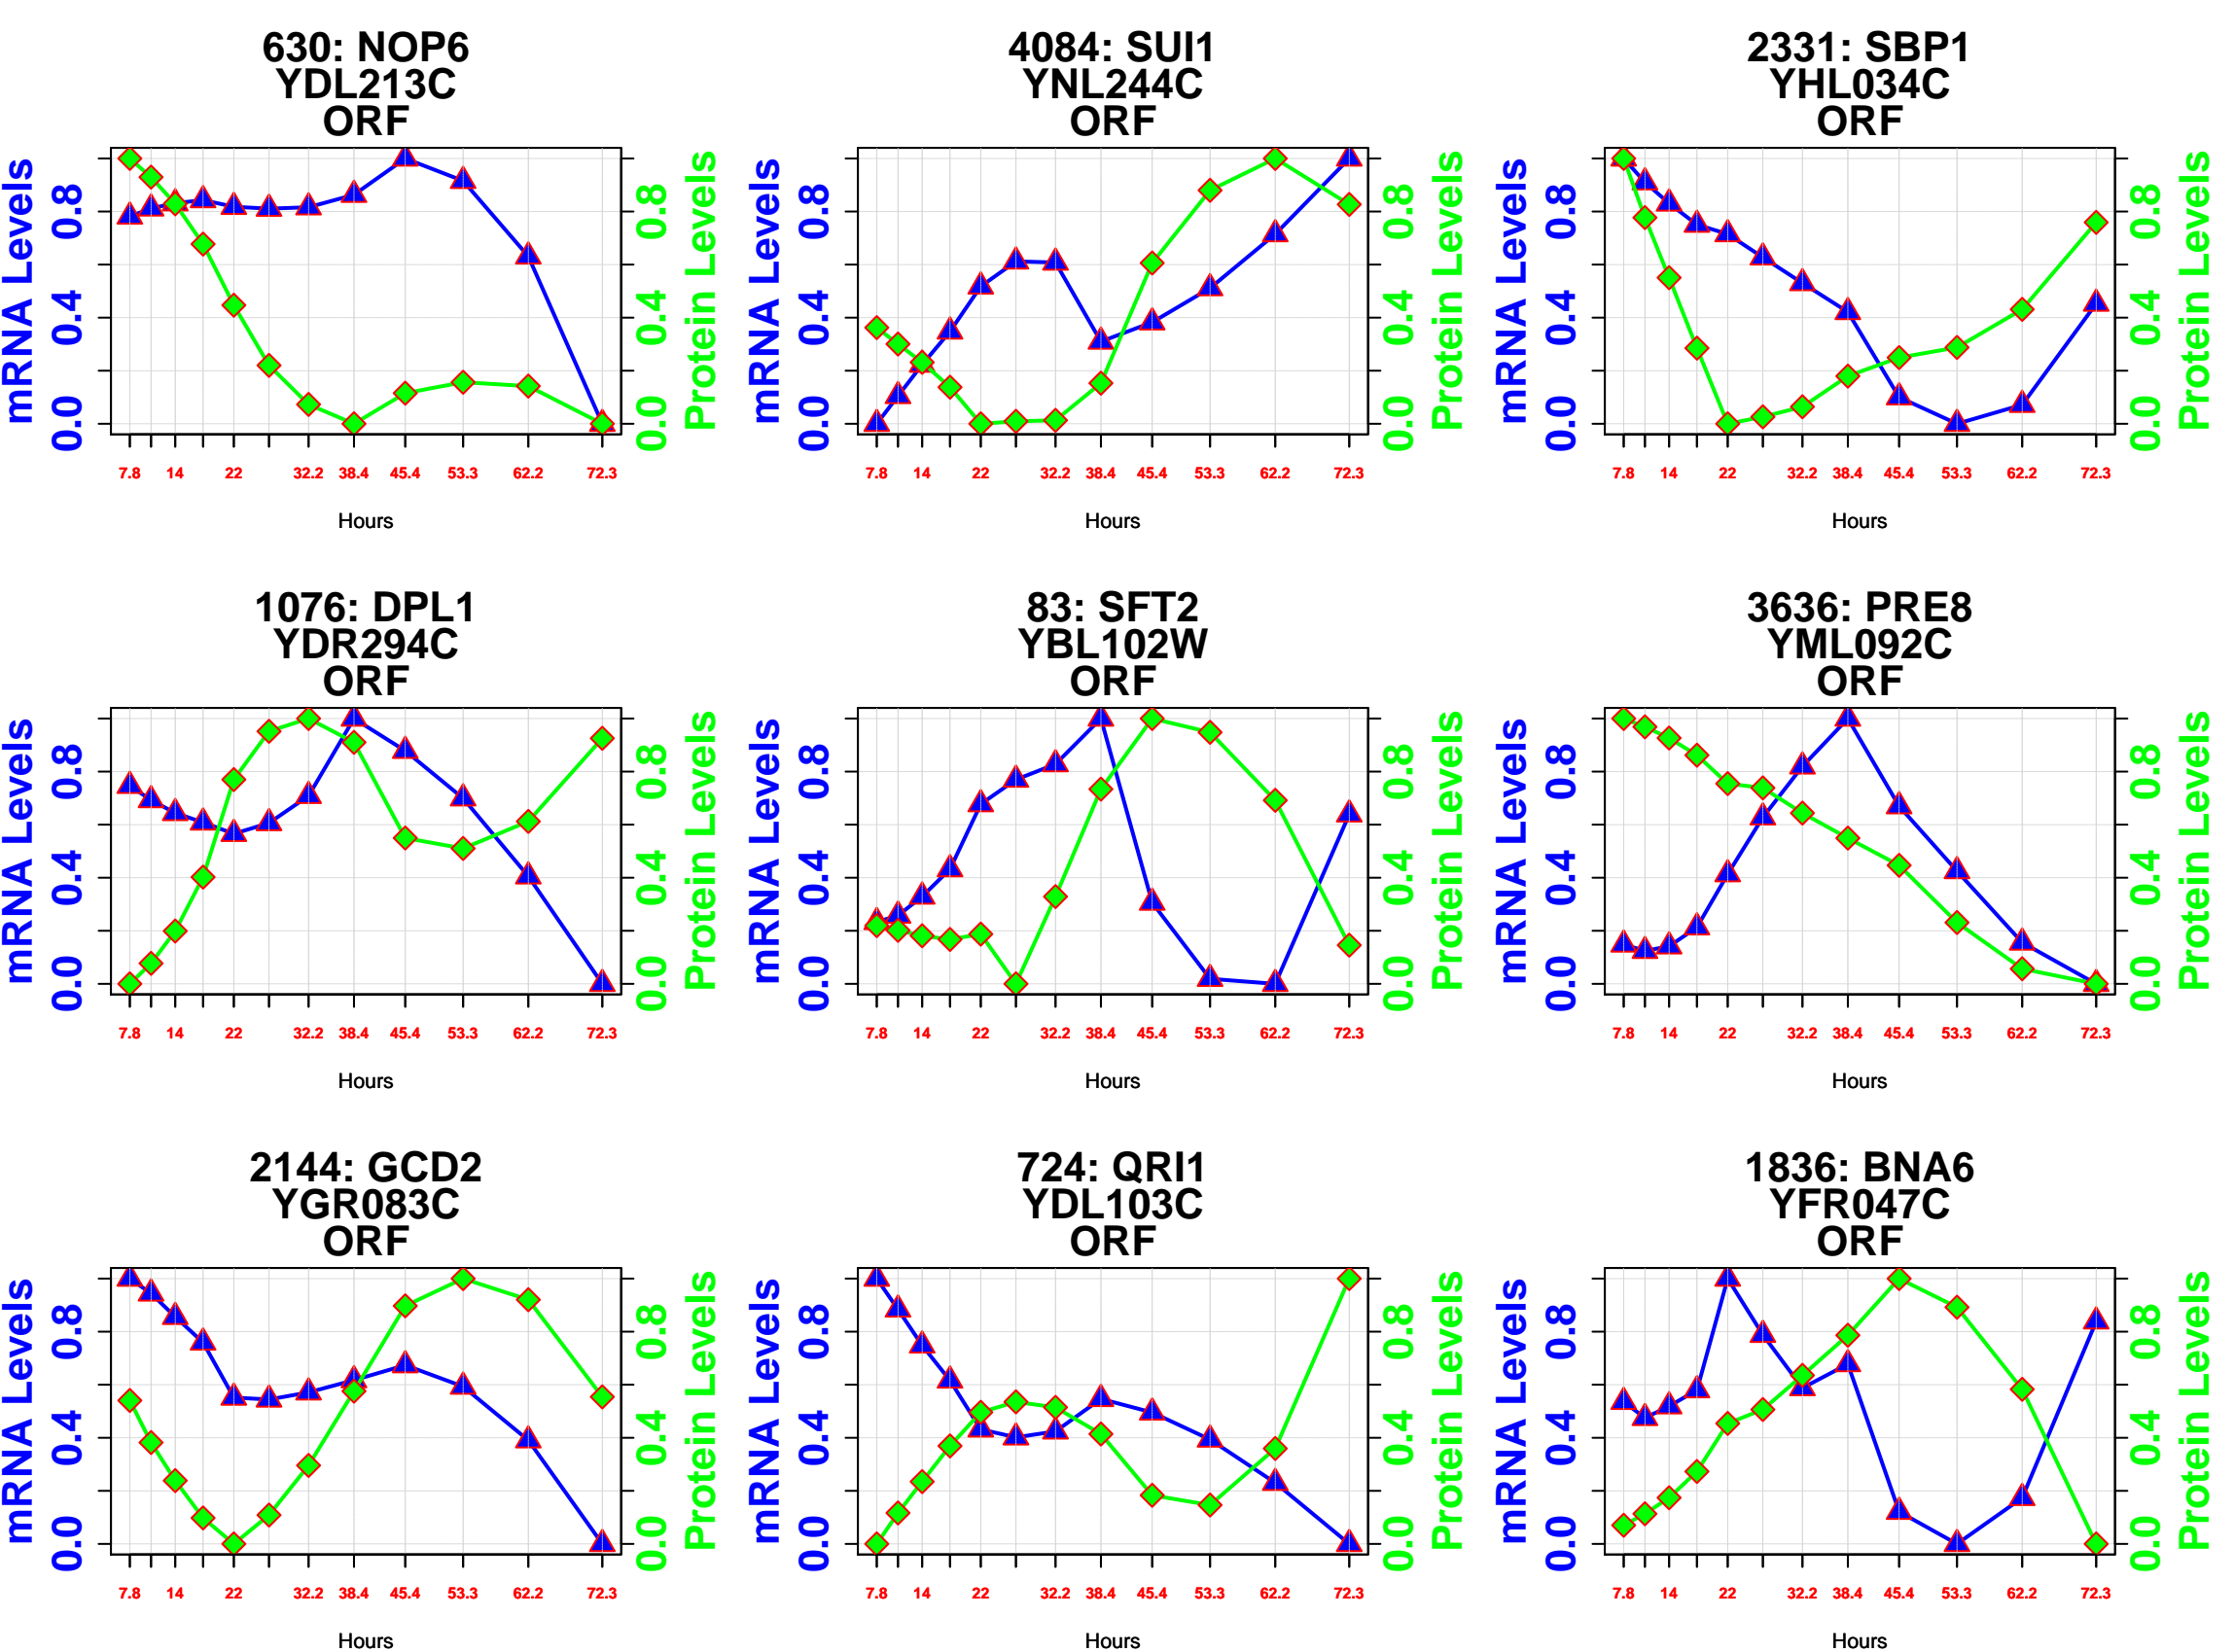 630: NOP6
YDL213C
ORF
mRNA Levels
0.0 0.4 0.8
0.0 0.4 0.8
Protein Levels
7.8 14 22 32.2 38.4 45.4 53.3 62.2 72.3
Hours
4084: SUI1
YNL244C
ORF
mRNA Levels
0.0 0.4 0.8
0.0 0.4 0.8
Protein Levels
7.8 14 22 32.2 38.4 45.4 53.3 62.2 72.3
Hours
2331: SBP1
YHL034C
ORF
mRNA Levels
0.0 0.4 0.8
0.0 0.4 0.8
Protein Levels
7.8 14 22 32.2 38.4 45.4 53.3 62.2 72.3
Hours
1076: DPL1
YDR294C
ORF
mRNA Levels
0.0 0.4 0.8
0.0 0.4 0.8
Protein Levels
7.8 14 22 32.2 38.4 45.4 53.3 62.2 72.3
Hours
83: SFT2
YBL102W
ORF
mRNA Levels
0.0 0.4 0.8
0.0 0.4 0.8
Protein Levels
7.8 14 22 32.2 38.4 45.4 53.3 62.2 72.3
Hours
3636: PRE8
YML092C
ORF
mRNA Levels
0.0 0.4 0.8
0.0 0.4 0.8
Protein Levels
7.8 14 22 32.2 38.4 45.4 53.3 62.2 72.3
Hours
2144: GCD2
YGR083C
ORF
mRNA Levels
0.0 0.4 0.8
0.0 0.4 0.8
Protein Levels
7.8 14 22 32.2 38.4 45.4 53.3 62.2 72.3
Hours
724: QRI1
YDL103C
ORF
mRNA Levels
0.0 0.4 0.8
0.0 0.4 0.8
Protein Levels
7.8 14 22 32.2 38.4 45.4 53.3 62.2 72.3
Hours
1836: BNA6
YFR047C
ORF
mRNA Levels
0.0 0.4 0.8
0.0 0.4 0.8
Protein Levels
7.8 14 22 32.2 38.4 45.4 53.3 62.2 72.3
Hours